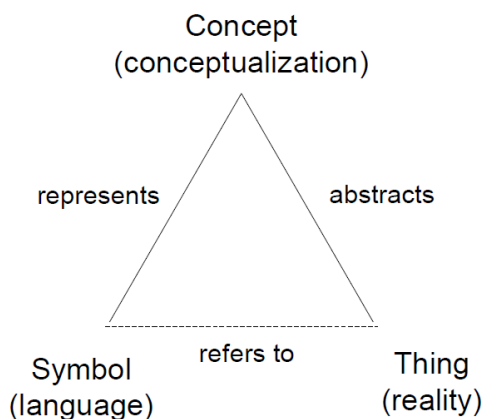 Concept
(conceptualization)
represents
abstracts
refers to
Symbol
(language)
Thing
(reality)